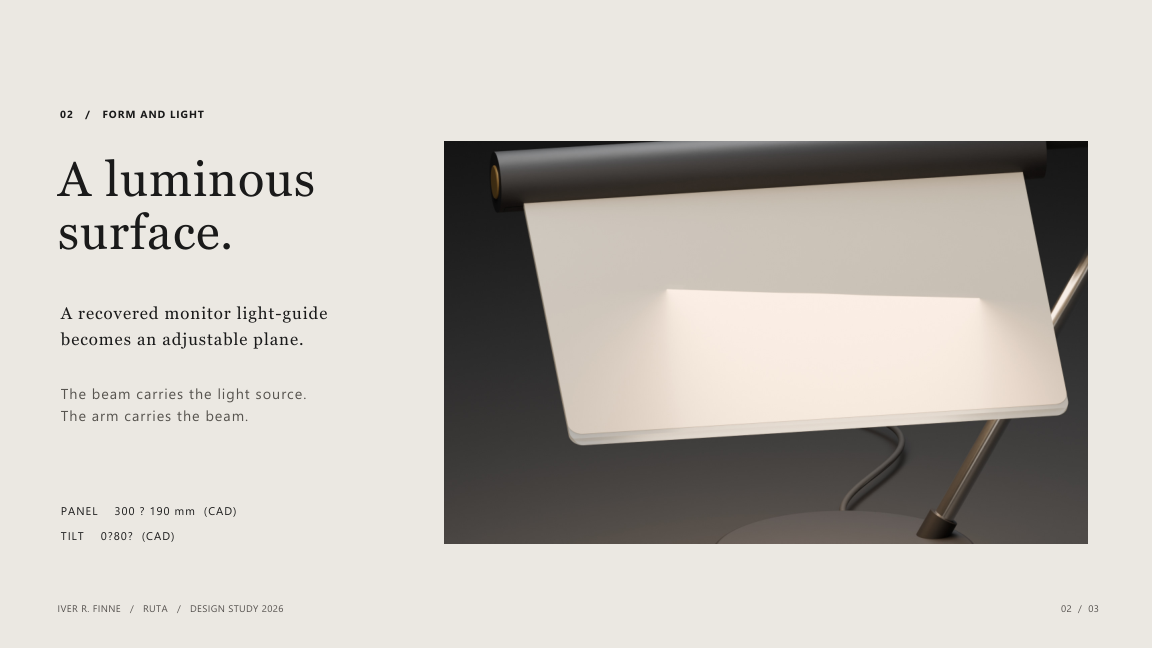 02 / FORM AND LIGHT
A luminous
surface.
A recovered monitor light-guide
becomes an adjustable plane.
The beam carries the light source.
The arm carries the beam.
PANEL 300 ? 190 mm (CAD)
TILT 0?80? (CAD)
IVER R. FINNE / RUTA / DESIGN STUDY 2026
02 / 03